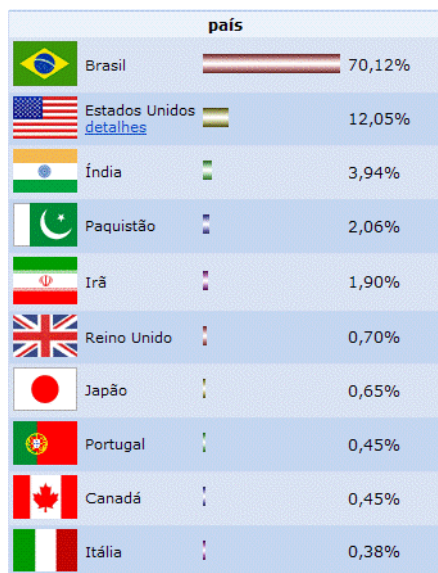 país
Brasil 70,12%
Estados Unidos
detalhes 12,05%
Índia 3,94%
Paquistão 2,06%
Irã 1,90%
Reino Unido 0,70%
Japão 0,65%
Portugal 0,45%
Canadá 0,45%
Itália 0,38%